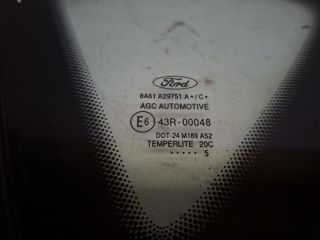 Ford
8A61 A29751 A•/C•
AGC AUTOMOTIVE
E6 43R-00048
DOT-24 M189 AS2
TEMPERLITE 20C
••••• 5